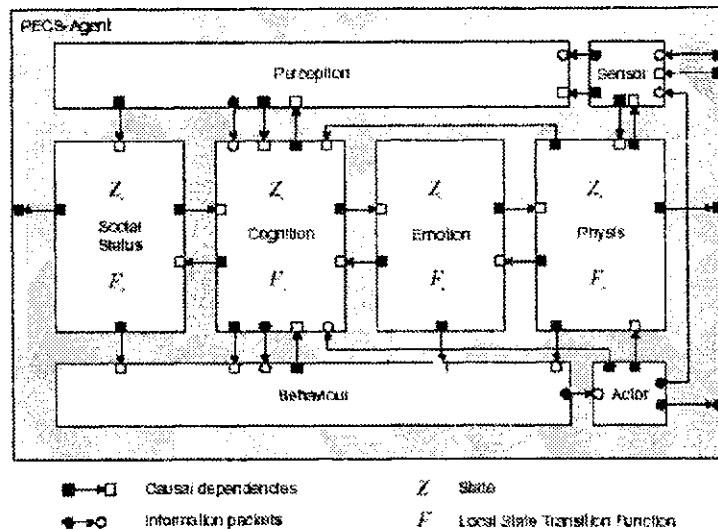 PECS-Agent
Perception
Sensor
Z Z Z
Social Status
Cognition
Emotion
Physis
F F F F
Behaviour
Actor
Causal dependencies
Z State
Information packets
F Local State Transition Function